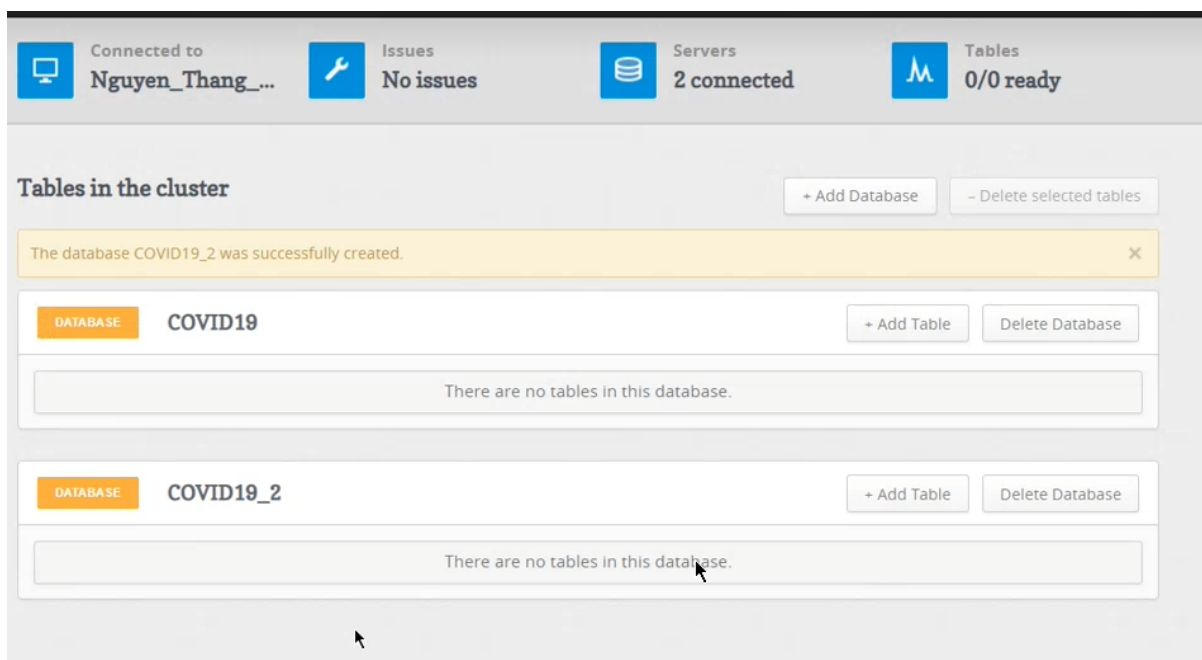 Connected to
Nguyen_Thang_...
Issues
No issues
Servers
2 connected
Tables
0/0 ready
Tables in the cluster
+ Add Database
– Delete selected tables
The database COVID19_2 was successfully created.
×
DATABASE
COVID19
+ Add Table
Delete Database
There are no tables in this database.
DATABASE
COVID19_2
+ Add Table
Delete Database
There are no tables in this database.